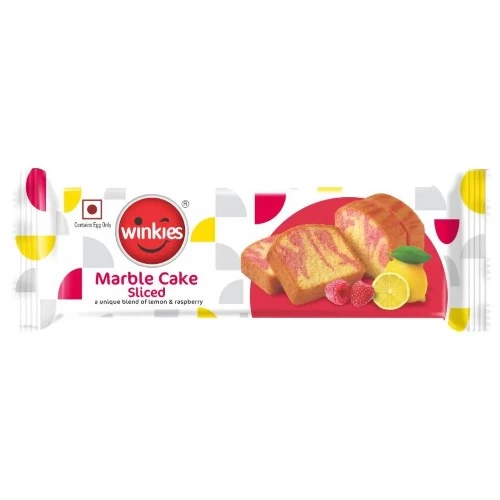 Contains Egg Only
winkies
®
Marble Cake
Sliced
a unique blend of lemon & raspberry